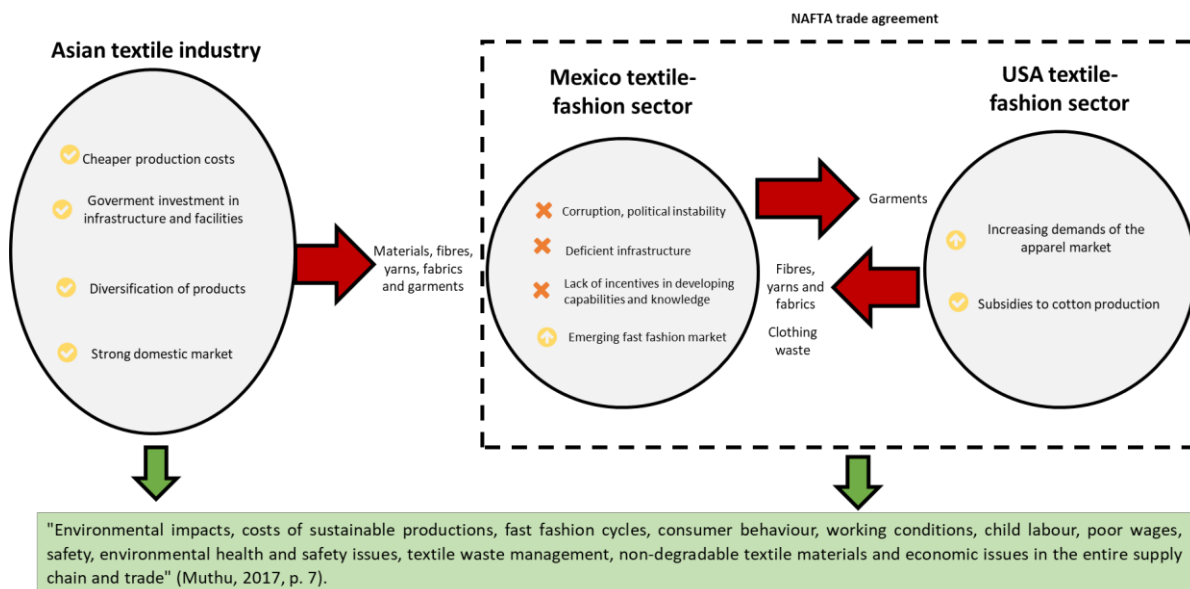 NAFTA trade agreement
Asian textile industry
Cheaper production costs
Goverment investment in
infrastructure and facilities
Diversification of products
Strong domestic market
Materials, fibres,
yarns, fabrics
and garments
Mexico textile-
fashion sector
Corruption, political instability
Deficient infrastructure
Lack of incentives in developing
capabilities and knowledge
Emerging fast fashion market
Garments
Fibres,
yarns and
fabrics
Clothing
waste
USA textile-
fashion sector
Increasing demands of the
apparel market
Subsidies to cotton production
"Environmental impacts, costs of sustainable productions, fast fashion cycles, consumer behaviour, working conditions, child labour, poor wages,
safety, environmental health and safety issues, textile waste management, non-degradable textile materials and economic issues in the entire supply
chain and trade" (Muthu, 2017, p. 7).